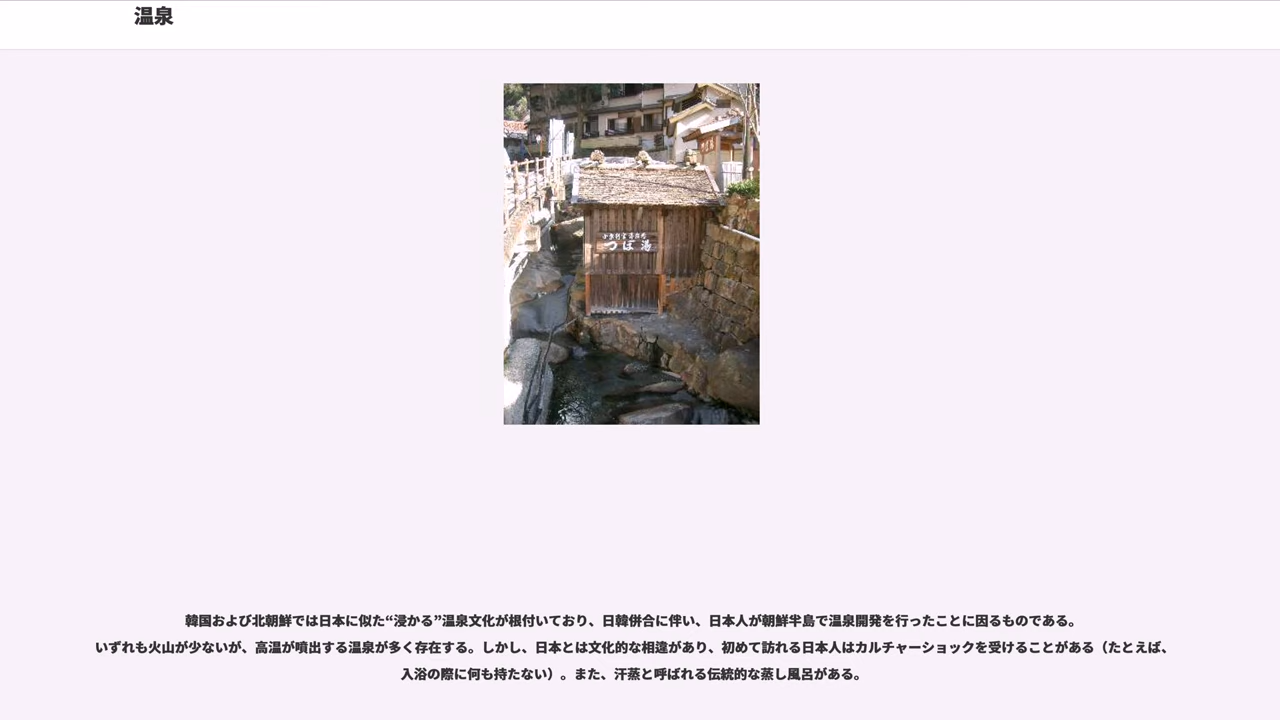 温泉
つぼ湯
韓国および北朝鮮では日本に似た“浸かる”温泉文化が根付いており、日韓併合に伴い、日本人が朝鮮半島で温泉開発を行ったことに因るものである。
いずれも火山が少ないが、高温が噴出する温泉が多く存在する。しかし、日本とは文化的な相違があり、初めて訪れる日本人はカルチャーショックを受けることがある（たとえば、
入浴の際に何も持たない）。また、汗蒸と呼ばれる伝統的な蒸し風呂がある。